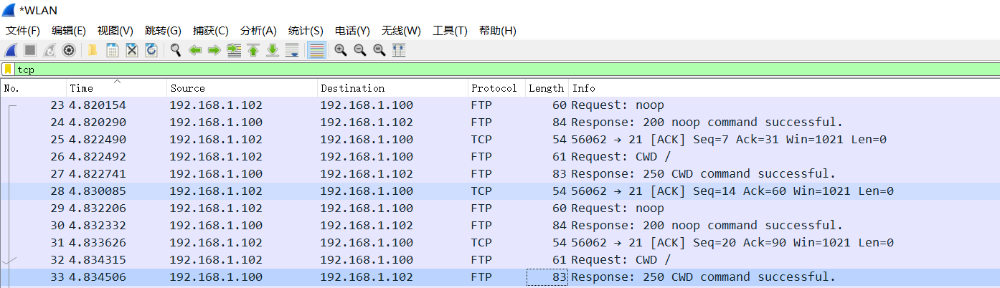 *WLAN
文件(F) 编辑(E) 视图(V) 跳转(G) 捕获(C) 分析(A) 统计(S) 电话(Y) 无线(W) 工具(T) 帮助(H)
tcp
No. Time Source Destination Protocol Length Info
23 4.820154 192.168.1.102 192.168.1.100 FTP 60 Request: noop
24 4.820290 192.168.1.100 192.168.1.102 FTP 84 Response: 200 noop command successful.
25 4.822490 192.168.1.102 192.168.1.100 TCP 54 56062 → 21 [ACK] Seq=7 Ack=31 Win=1021 Len=0
26 4.822492 192.168.1.102 192.168.1.100 FTP 61 Request: CWD /
27 4.822741 192.168.1.100 192.168.1.102 FTP 83 Response: 250 CWD command successful.
28 4.830085 192.168.1.102 192.168.1.100 TCP 54 56062 → 21 [ACK] Seq=14 Ack=60 Win=1021 Len=0
29 4.832206 192.168.1.102 192.168.1.100 FTP 60 Request: noop
30 4.832332 192.168.1.100 192.168.1.102 FTP 84 Response: 200 noop command successful.
31 4.833626 192.168.1.102 192.168.1.100 TCP 54 56062 → 21 [ACK] Seq=20 Ack=90 Win=1021 Len=0
32 4.834315 192.168.1.102 192.168.1.100 FTP 61 Request: CWD /
33 4.834506 192.168.1.100 192.168.1.102 FTP 83 Response: 250 CWD command successful.